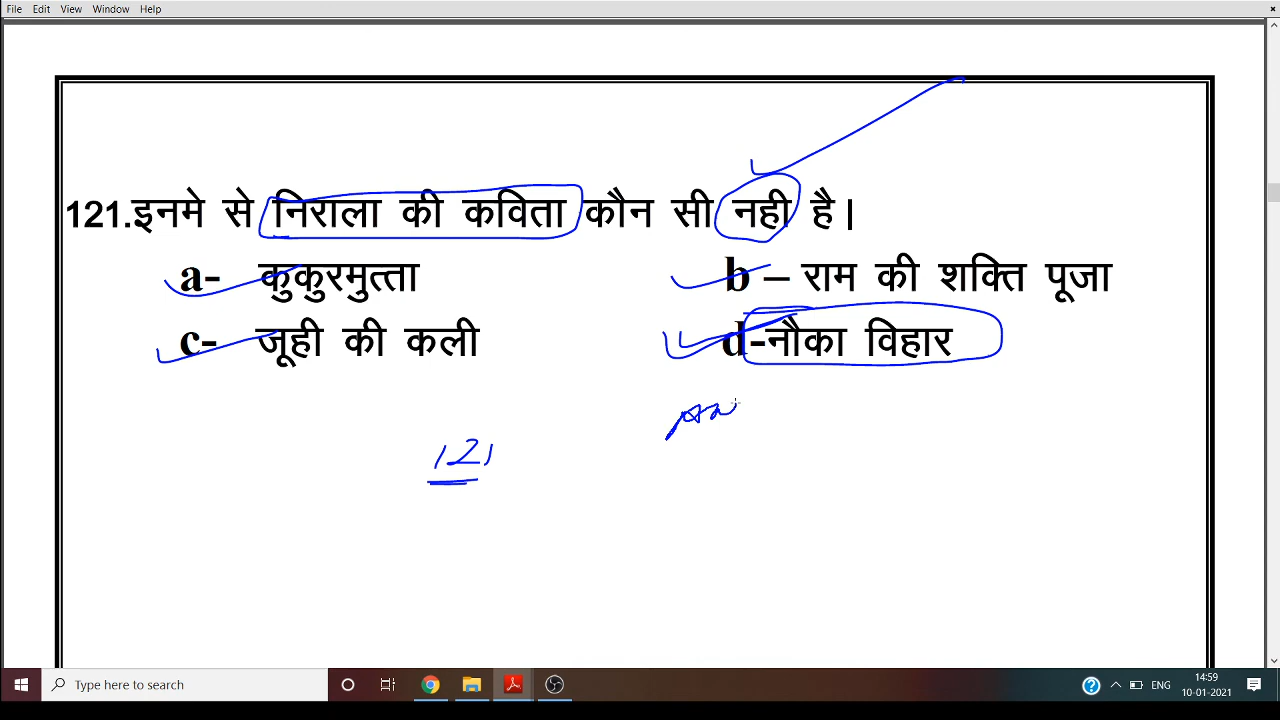 File Edit View Window Help
121.इनमे से निराला की कविता कौन सी नही है।
a- कुकुरमुत्ता b – राम की शक्ति पूजा
c- जूही की कली d-नौका विहार
An
121
Type here to search
ENG
14:59
10-01-2021